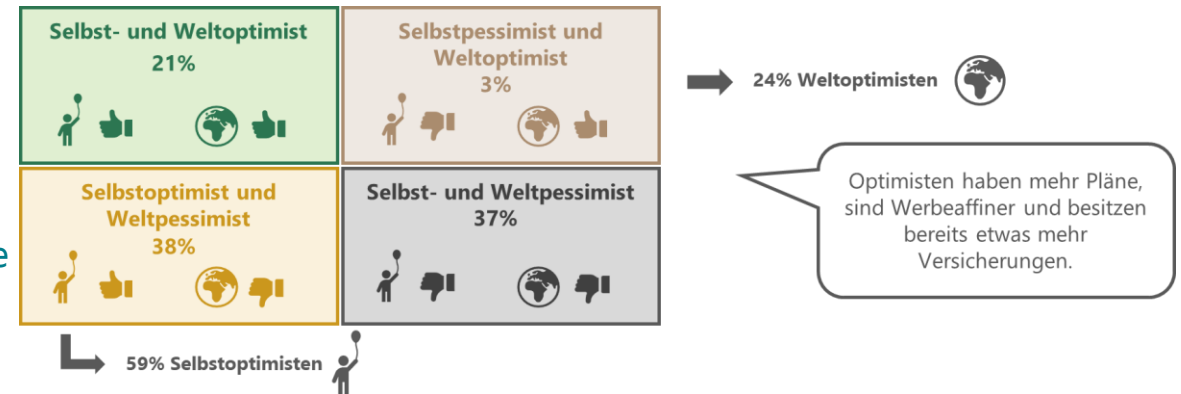 Selbst- und Weltoptimist
21%
Selbstpessimist und
Weltoptimist
3%
24% Weltoptimisten
Selbstoptimist und
Weltpessimist
38%
Selbst- und Weltpessimist
37%
Optimisten haben mehr Pläne,
sind Werbeaffiner und besitzen
bereits etwas mehr
Versicherungen.
e
59% Selbstoptimisten